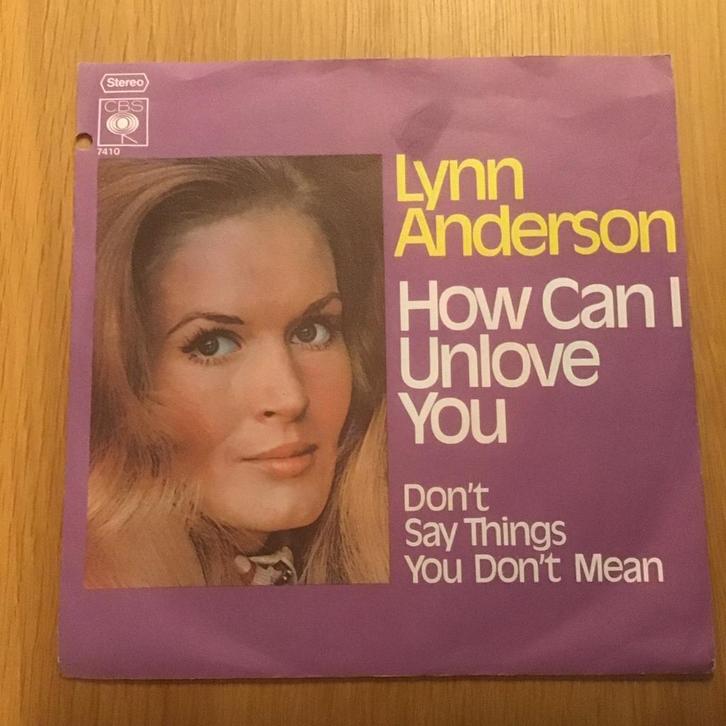 Stereo
CBS
7410
Lynn
Anderson
How Can I
Unlove
You
Don't
Say Things
You Don't Mean